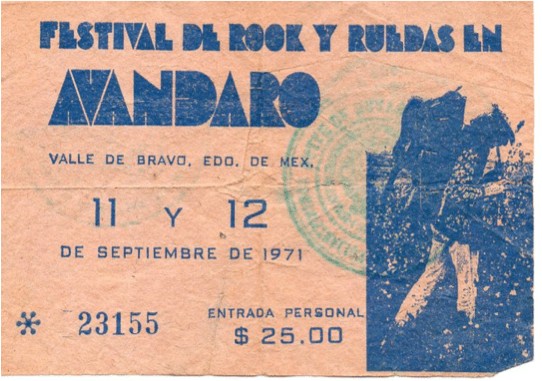 FESTIVAL DE ROCK Y RUEDAS EN
AVANDARO
VALLE DE BRAVO, EDO. DE MEX.
11 Y 12
DE SEPTIEMBRE DE 1971
* 23155
ENTRADA PERSONAL
$ 25.00